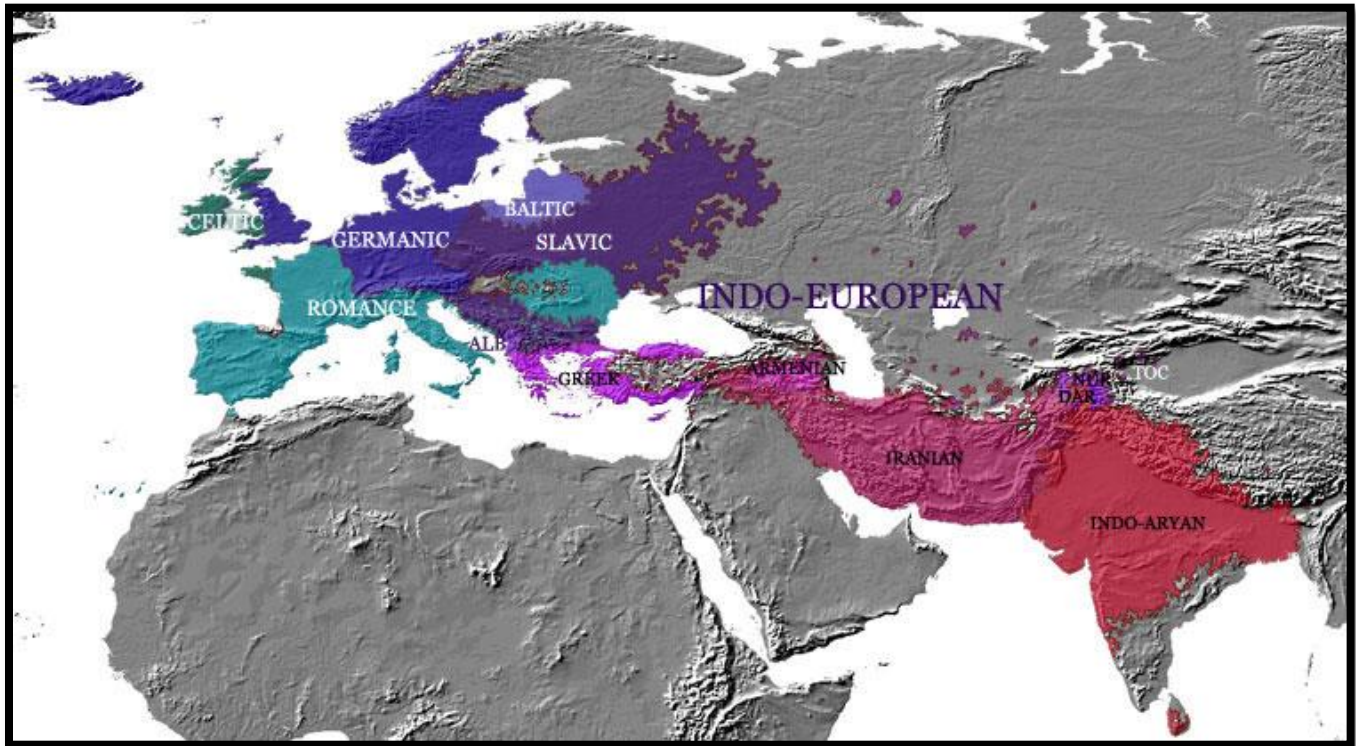 CELTIC
GERMANIC
BALTIC
SLAVIC
ROMANCE
INDO-EUROPEAN
ALB
GREEK
ARMENIAN
NUR
DAR
TOC
IRANIAN
INDO-ARYAN